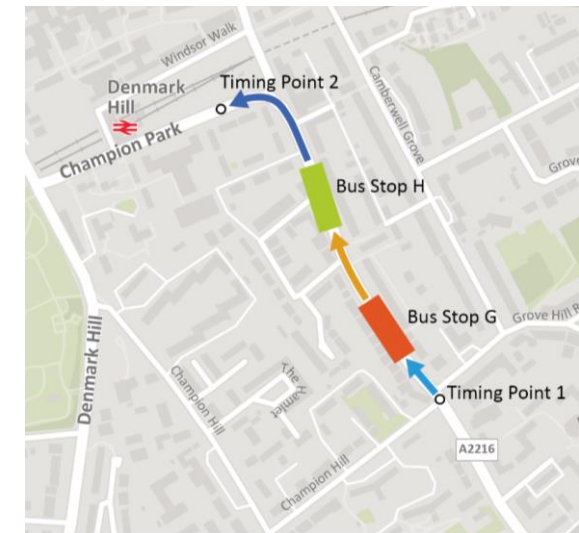 Windsor Walk
Denmark
Hill
Timing Point 2
Champion Park
Camberwell Grove
Grove
Bus Stop H
Bus Stop G
Grove Hill R
Denmark Hill
Champion Hill
The Hamlet
Timing Point 1
A2216
Champion Hill